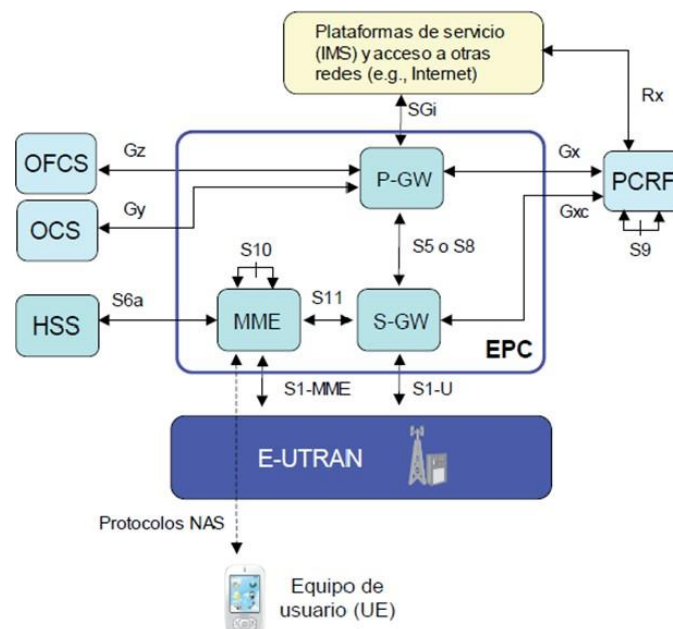 Plataformas de servicio
(IMS) y acceso a otras
redes (e.g., Internet)
Rx
SGi
Gz
Gx
OFCS
P-GW
PCRF
OCS
Gy
Gxc
S10
S5 o S8
S9
S6a
S11
HSS
MME
S-GW
EPC
S1-MME
S1-U
E-UTRAN
Protocolos NAS
Equipo de
usuario (UE)